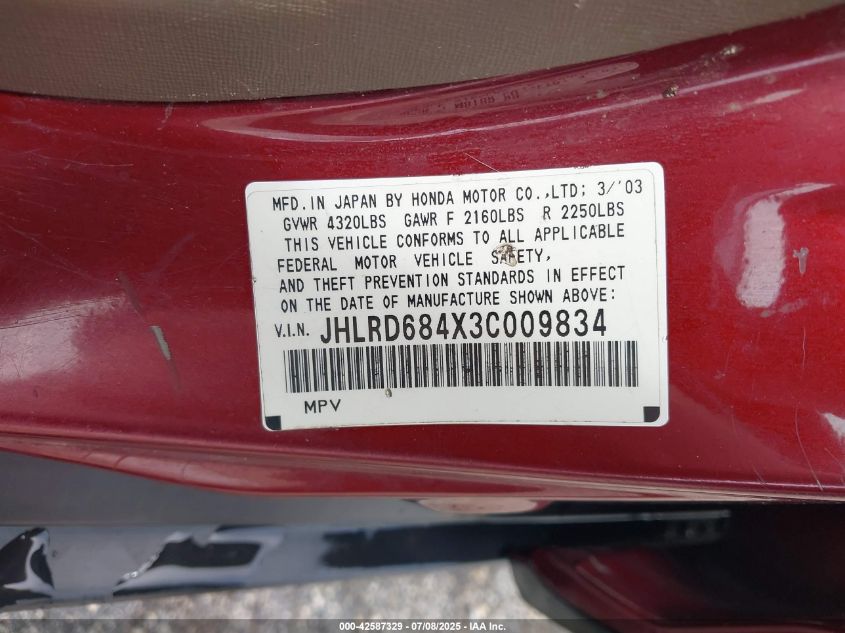 MFD. IN JAPAN BY HONDA MOTOR CO.,LTD; 3/'03
GVWR 4320LBS GAWR F 2160LBS R 2250LBS
THIS VEHICLE CONFORMS TO ALL APPLICABLE
FEDERAL MOTOR VEHICLE SAFETY,
AND THEFT PREVENTION STANDARDS IN EFFECT
ON THE DATE OF MANUFACTURE SHOWN ABOVE:
V.I.N. JHLRD684X3C009834
MPV
000-42587329 - 07/08/2025 - IAA Inc.